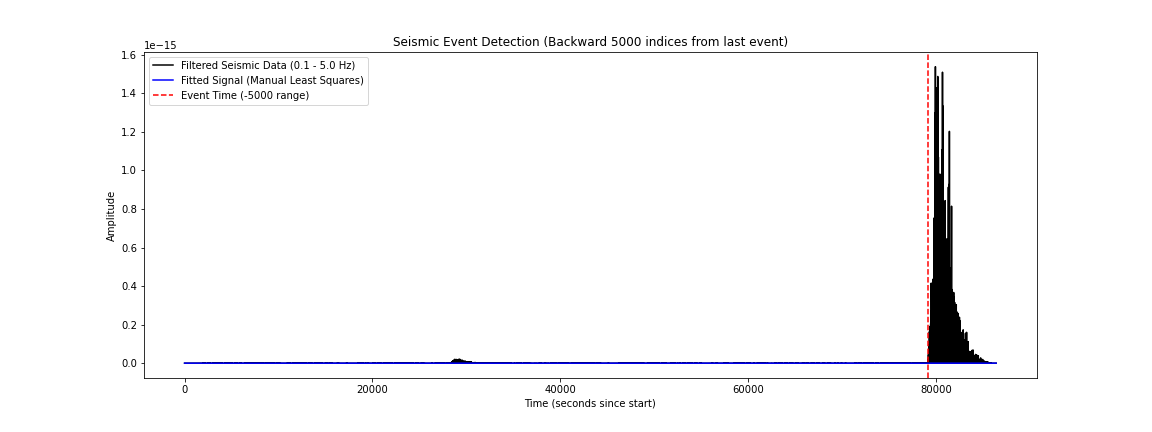 Seismic Event Detection (Backward 5000 indices from last event)
1e−15
1.6
1.4
1.2
1.0
0.8
0.6
0.4
0.2
0.0
Amplitude
Filtered Seismic Data (0.1 - 5.0 Hz)
Fitted Signal (Manual Least Squares)
Event Time (-5000 range)
0 20000 40000 60000 80000
Time (seconds since start)